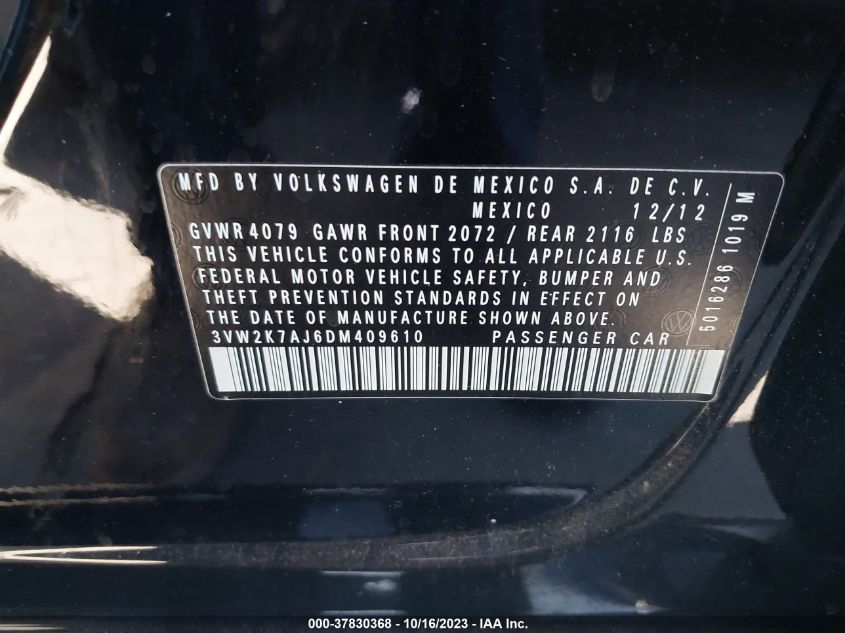 MFD BY VOLKSWAGEN DE MEXICO S.A. DE C.V.
MEXICO 12/12
GVWR 4079 GAWR FRONT 2072 / REAR 2116 LBS
THIS VEHICLE CONFORMS TO ALL APPLICABLE U.S.
FEDERAL MOTOR VEHICLE SAFETY, BUMPER AND
THEFT PREVENTION STANDARDS IN EFFECT ON
THE DATE OF MANUFACTURE SHOWN ABOVE.
3VW2K7AJ6DM409610 PASSENGER CAR
5016286 1019 M
000-37830368 - 10/16/2023 - IAA Inc.